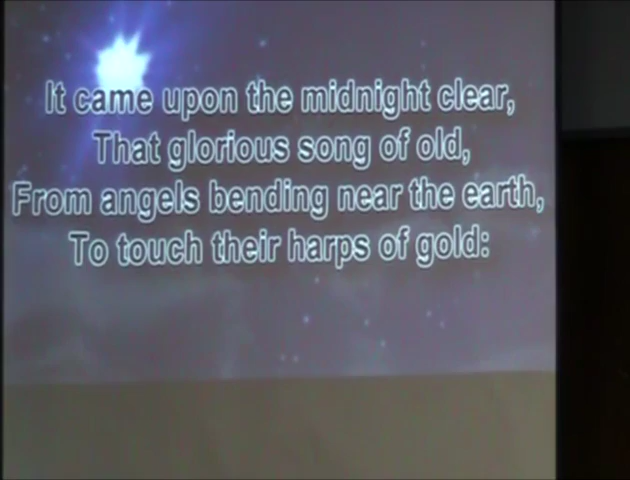 It came upon the midnight clear,
That glorious song of old,
From angels bending near the earth,
To touch their harps of gold: